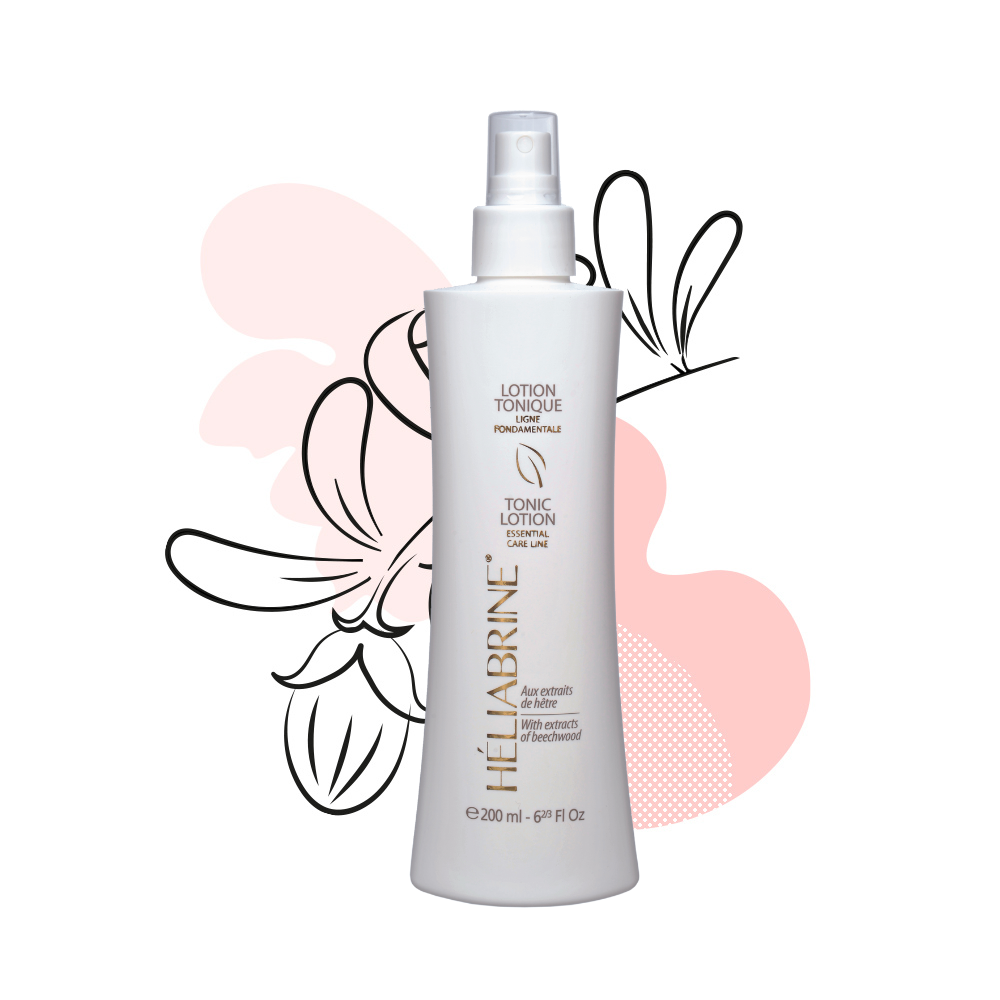 LOTION
TONIQUE
LIGNE
FONDAMENTALE
TONIC
LOTION
ESSENTIAL
CARE LINE
HÉLIABRINE®
Aux extraits
de hêtre
With extracts
of beechwood
℮ 200 ml - 6²/³ Fl Oz